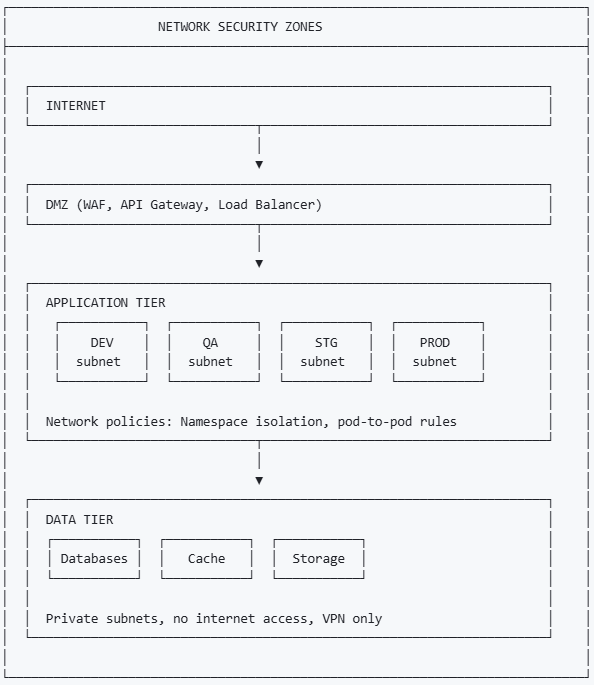 NETWORK SECURITY ZONES
INTERNET
DMZ (WAF, API Gateway, Load Balancer)
APPLICATION TIER
DEV QA STG PROD
subnet subnet subnet subnet
Network policies: Namespace isolation, pod-to-pod rules
DATA TIER
Databases Cache Storage
Private subnets, no internet access, VPN only